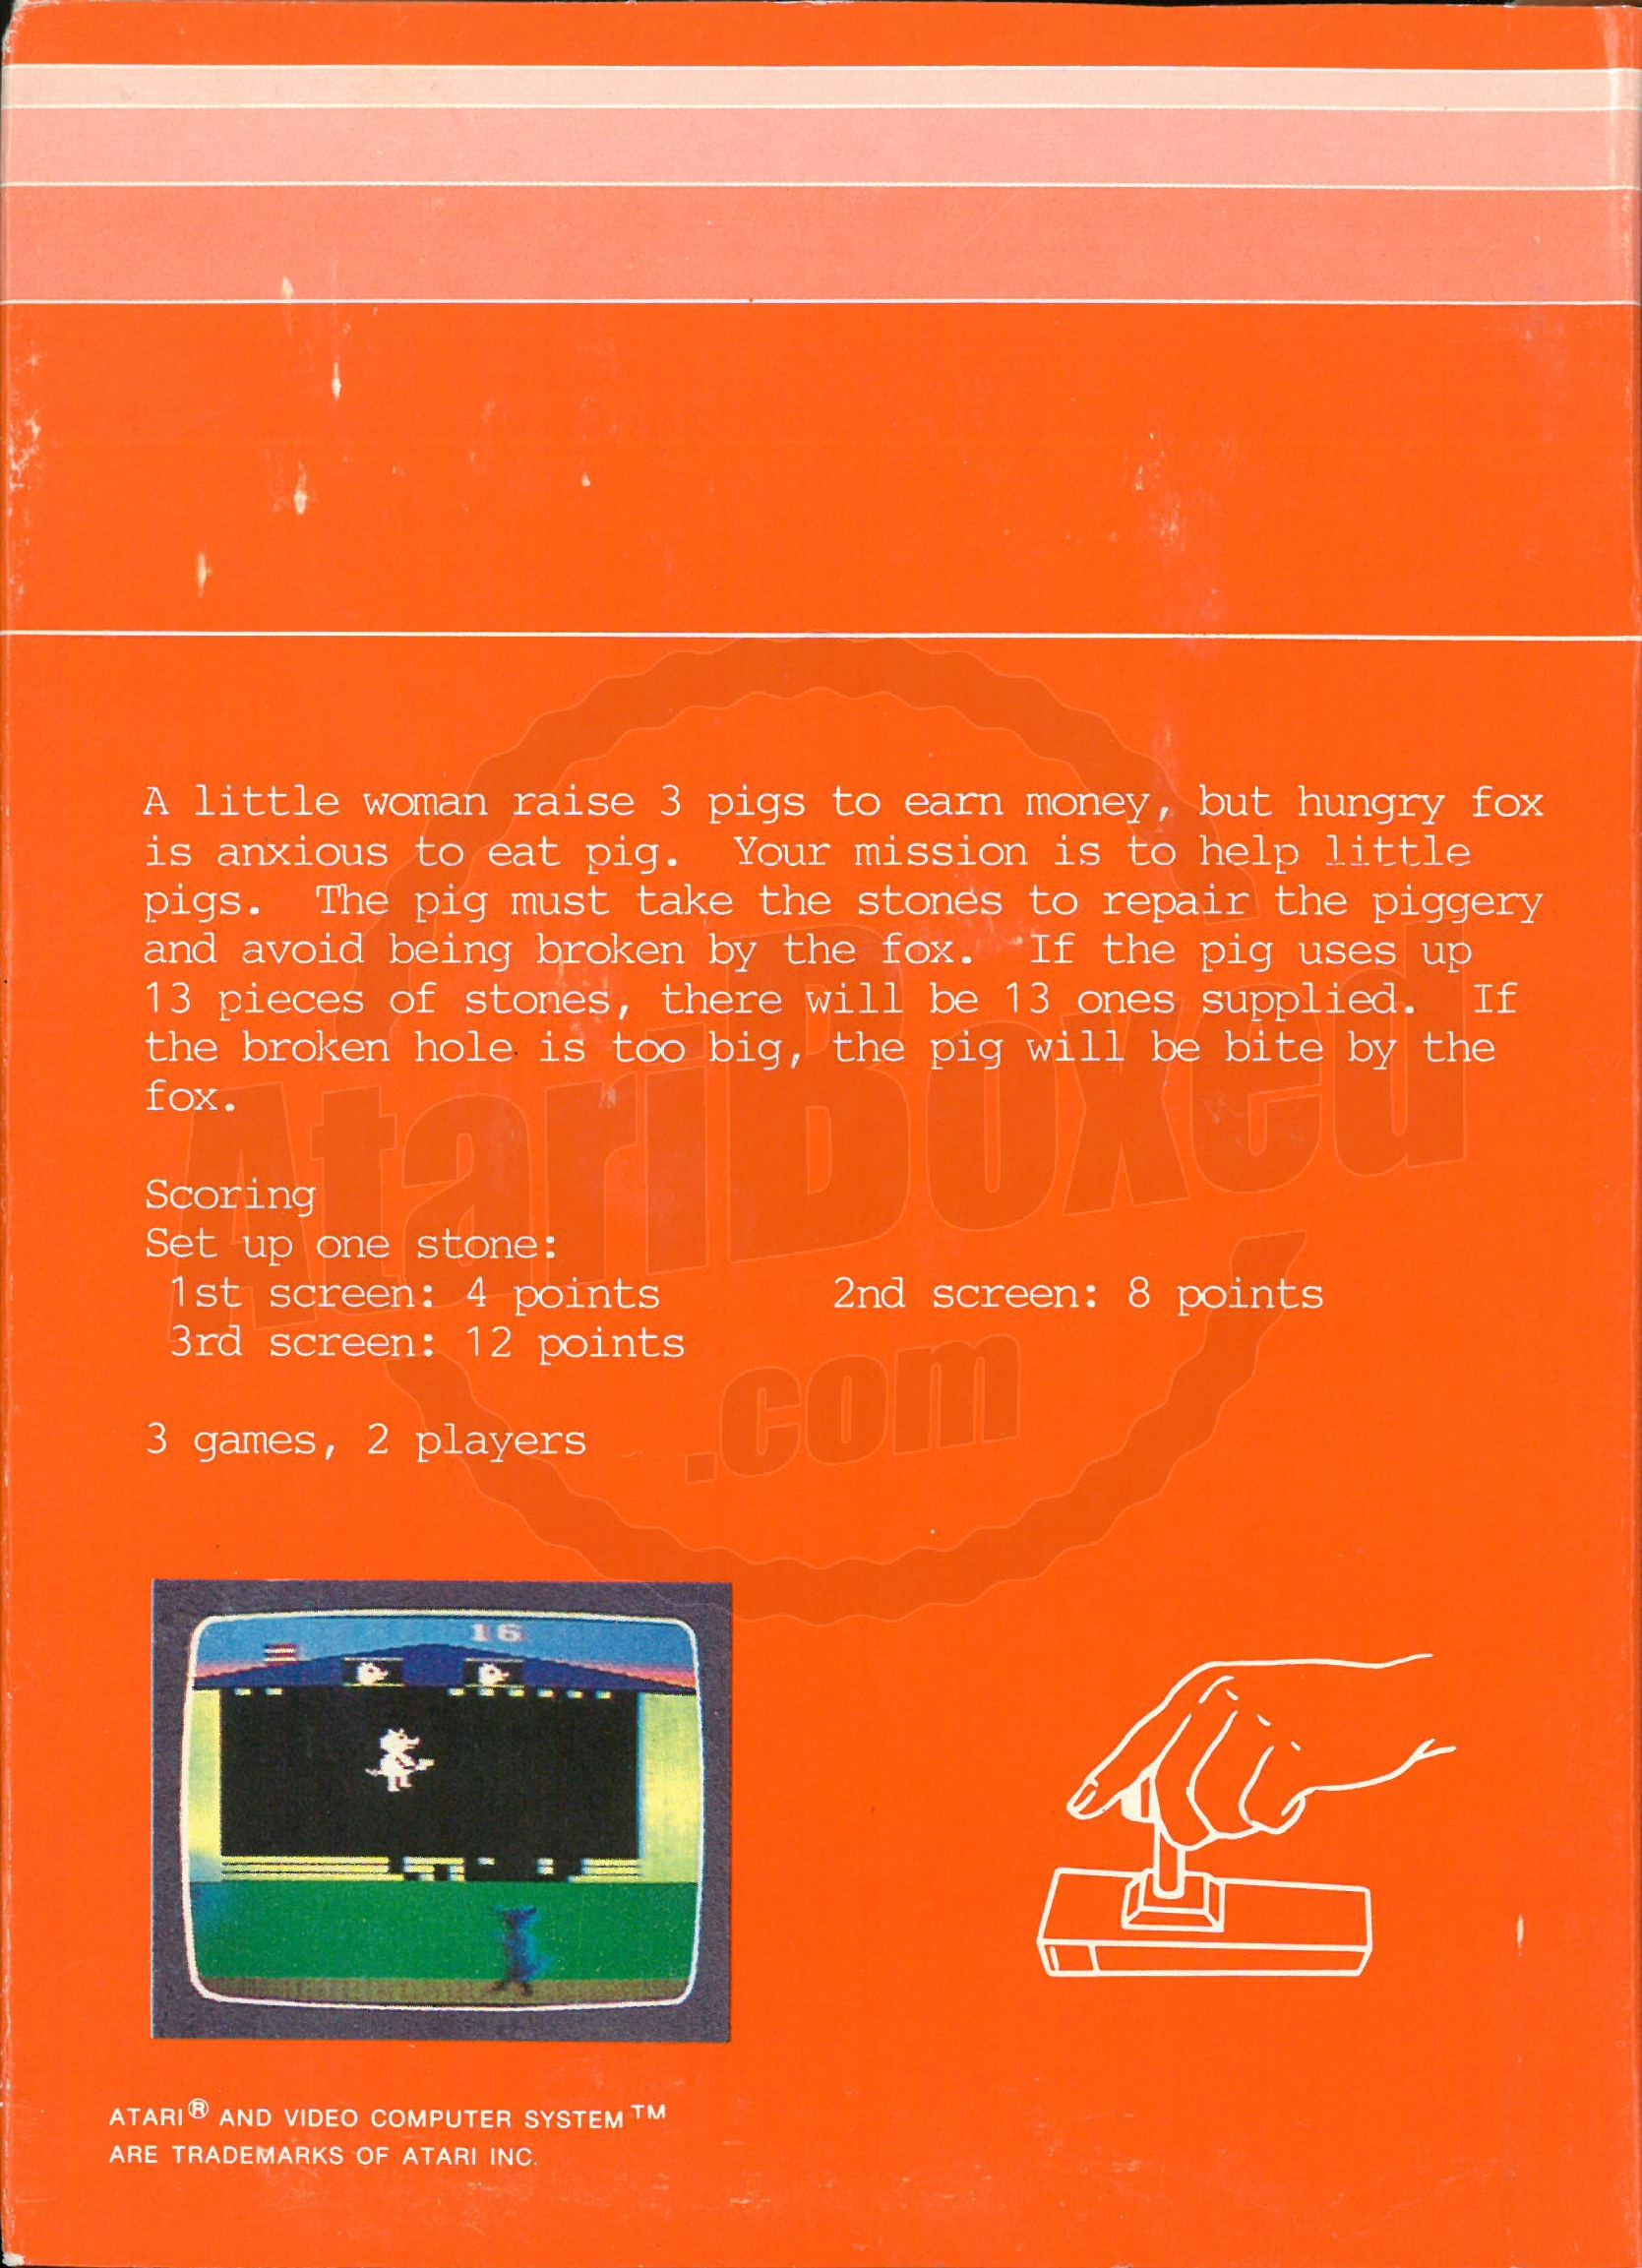 A little woman raise 3 pigs to earn money, but hungry fox
is anxious to eat pig. Your mission is to help little
pigs. The pig must take the stones to repair the piggery
and avoid being broken by the fox. If the pig uses up
13 pieces of stones, there will be 13 ones supplied. If
the broken hole is too big, the pig will be bite by the
fox.
Scoring
Set up one stone:
1st screen: 4 points 2nd screen: 8 points
3rd screen: 12 points
3 games, 2 players
16
ATARI® AND VIDEO COMPUTER SYSTEM™
ARE TRADEMARKS OF ATARI INC.
AtariBoxed
.com